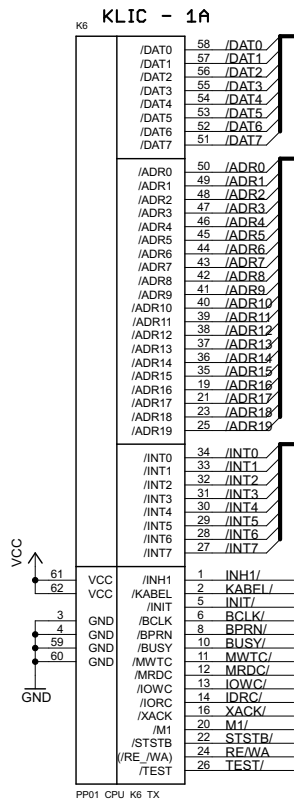 KLIC - 1A
K6
/DAT0 58 /DAT0
/DAT1 57 /DAT1
/DAT2 56 /DAT2
/DAT3 55 /DAT3
/DAT4 54 /DAT4
/DAT5 53 /DAT5
/DAT6 52 /DAT6
/DAT7 51 /DAT7
/ADR0 50 /ADR0
/ADR1 49 /ADR1
/ADR2 48 /ADR2
/ADR3 47 /ADR3
/ADR4 46 /ADR4
/ADR5 45 /ADR5
/ADR6 44 /ADR6
/ADR7 43 /ADR7
/ADR8 42 /ADR8
/ADR9 41 /ADR9
/ADR10 40 /ADR10
/ADR11 39 /ADR11
/ADR12 38 /ADR12
/ADR13 37 /ADR13
/ADR14 36 /ADR14
/ADR15 35 /ADR15
/ADR16 19 /ADR16
/ADR17 21 /ADR17
/ADR18 23 /ADR18
/ADR19 25 /ADR19
/INT0 34 /INT0
/INT1 33 /INT1
/INT2 32 /INT2
/INT3 31 /INT3
/INT4 30 /INT4
/INT5 29 /INT5
/INT6 28 /INT6
/INT7 27 /INT7
VCC
61 VCC /INH1 1 INH1/
62 VCC /KABEL 2 KABEL/
/INIT 5 INIT/
3 GND /BCLK 6 BCLK/
4 GND /BPRN 8 BPRN/
59 GND /BUSY 10 BUSY/
60 GND /MWTC 11 MWTC/
/MRDC 12 MRDC/
/IOWC 13 IOWC/
/IORC 14 IDRC/
/XACK 16 XACK/
/M1 20 M1/
/STSTB 22 STSTB/
(/RE_/WA) 24 RE/WA
/TEST 26 TEST/
GND
PP01_CPU_K6_TX